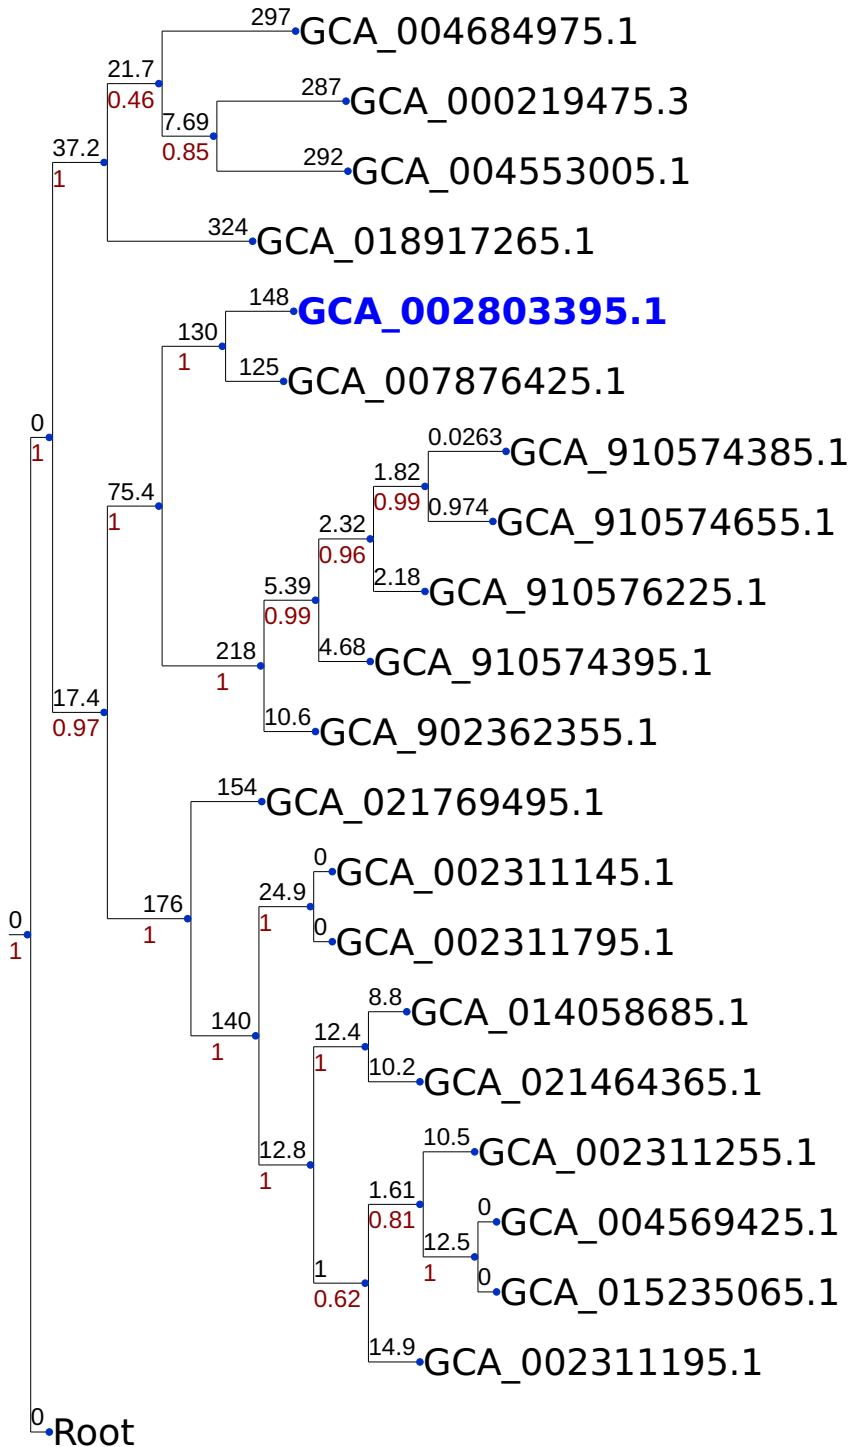 297 GCA_004684975.1
21.7
0.46
287 GCA_000219475.3
7.69
0.85
37.2
1
292 GCA_004553005.1
324 GCA_018917265.1
148 GCA_002803395.1
130
1
125 GCA_007876425.1
0
1
0.0263 GCA_910574385.1
1.82
0.99
75.4
1
0.974 GCA_910574655.1
2.32
0.96
5.39
0.99
2.18 GCA_910576225.1
218
1
4.68 GCA_910574395.1
17.4
0.97
10.6 GCA_902362355.1
154 GCA_021769495.1
0 GCA_002311145.1
24.9
1
176
1
0
1
0 GCA_002311795.1
8.8 GCA_014058685.1
140
1
12.4
1
10.2 GCA_021464365.1
12.8
1
10.5 GCA_002311255.1
1.61
0.81
0 GCA_004569425.1
12.5
1
1
0.62
0 GCA_015235065.1
14.9 GCA_002311195.1
0 Root